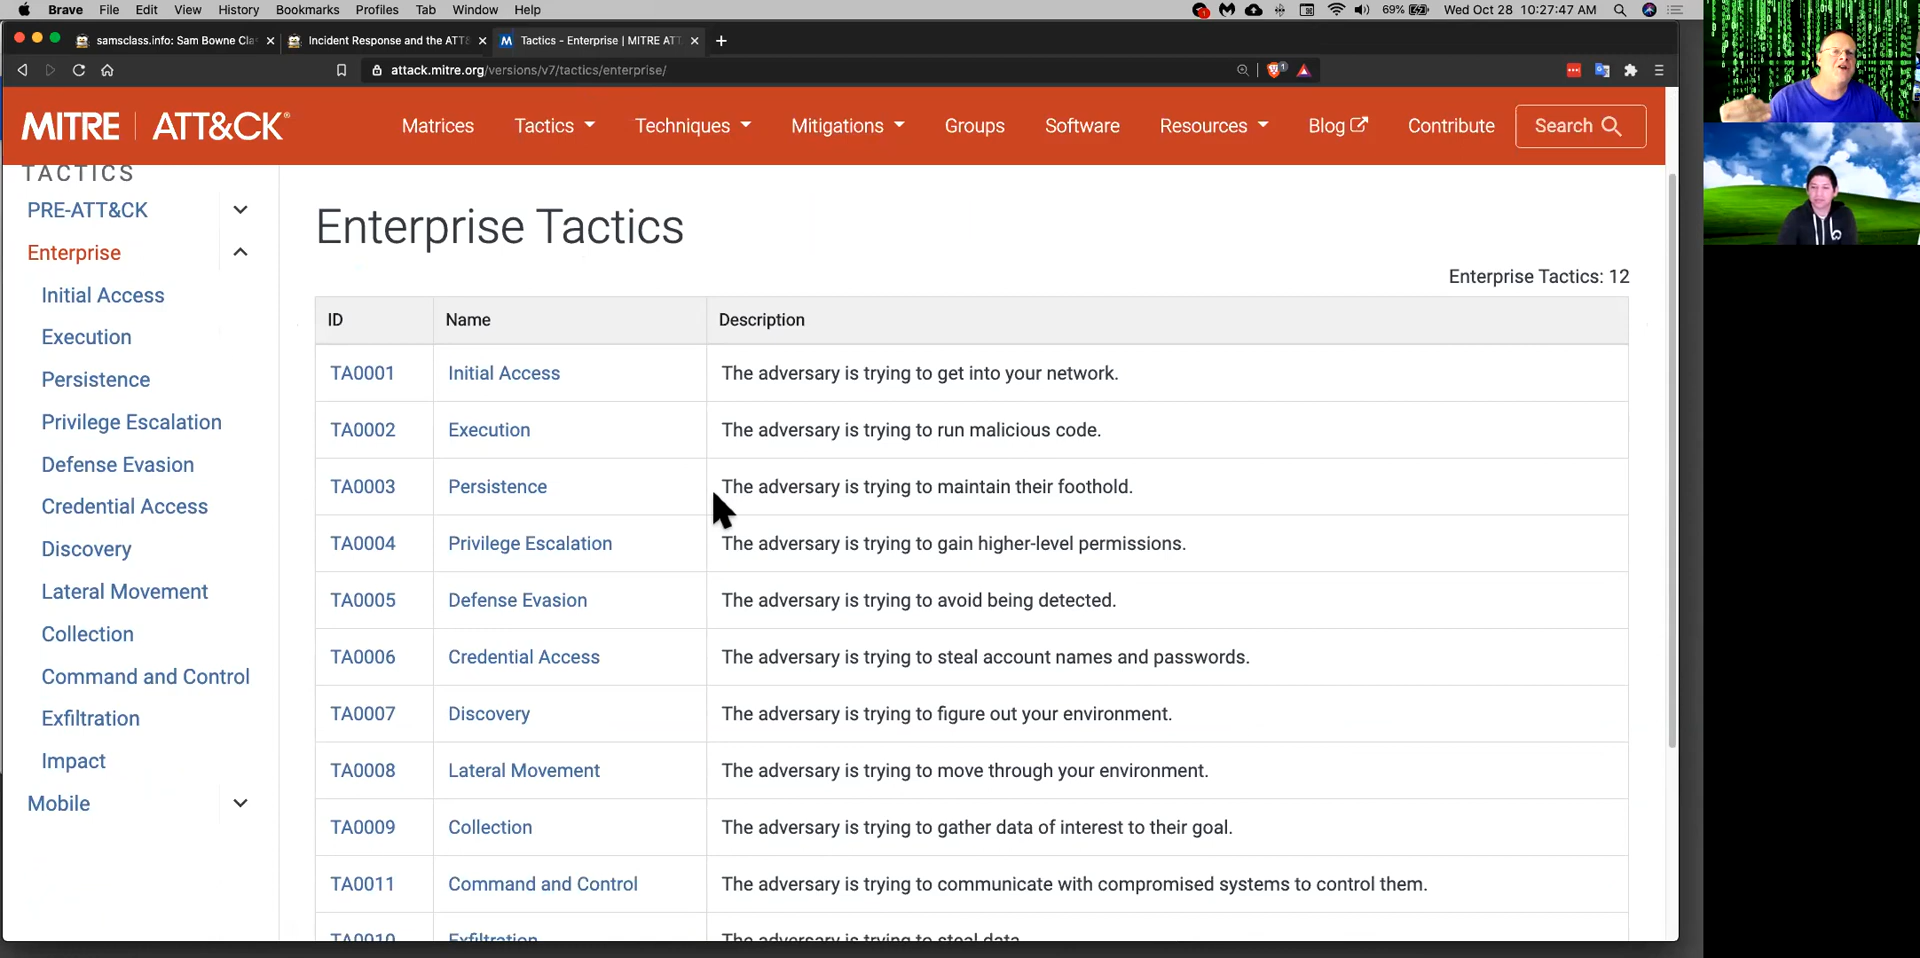 Brave File Edit View History Bookmarks Profiles Tab Window Help 69% Wed Oct 28 10:27:47 AM
samsclass.info: Sam Bowne Cla Incident Response and the ATT& Tactics - Enterprise | MITRE ATT
attack.mitre.org/versions/v7/tactics/enterprise/
MITRE | ATT&CK® Matrices Tactics Techniques Mitigations Groups Software Resources Blog Contribute Search
TACTICS
PRE-ATT&CK
Enterprise
Initial Access
Execution
Persistence
Privilege Escalation
Defense Evasion
Credential Access
Discovery
Lateral Movement
Collection
Command and Control
Exfiltration
Impact
Mobile
Enterprise Tactics
Enterprise Tactics: 12
ID Name Description
TA0001 Initial Access The adversary is trying to get into your network.
TA0002 Execution The adversary is trying to run malicious code.
TA0003 Persistence The adversary is trying to maintain their foothold.
TA0004 Privilege Escalation The adversary is trying to gain higher-level permissions.
TA0005 Defense Evasion The adversary is trying to avoid being detected.
TA0006 Credential Access The adversary is trying to steal account names and passwords.
TA0007 Discovery The adversary is trying to figure out your environment.
TA0008 Lateral Movement The adversary is trying to move through your environment.
TA0009 Collection The adversary is trying to gather data of interest to their goal.
TA0011 Command and Control The adversary is trying to communicate with compromised systems to control them.
TA0010 Exfiltration The adversary is trying to steal data.